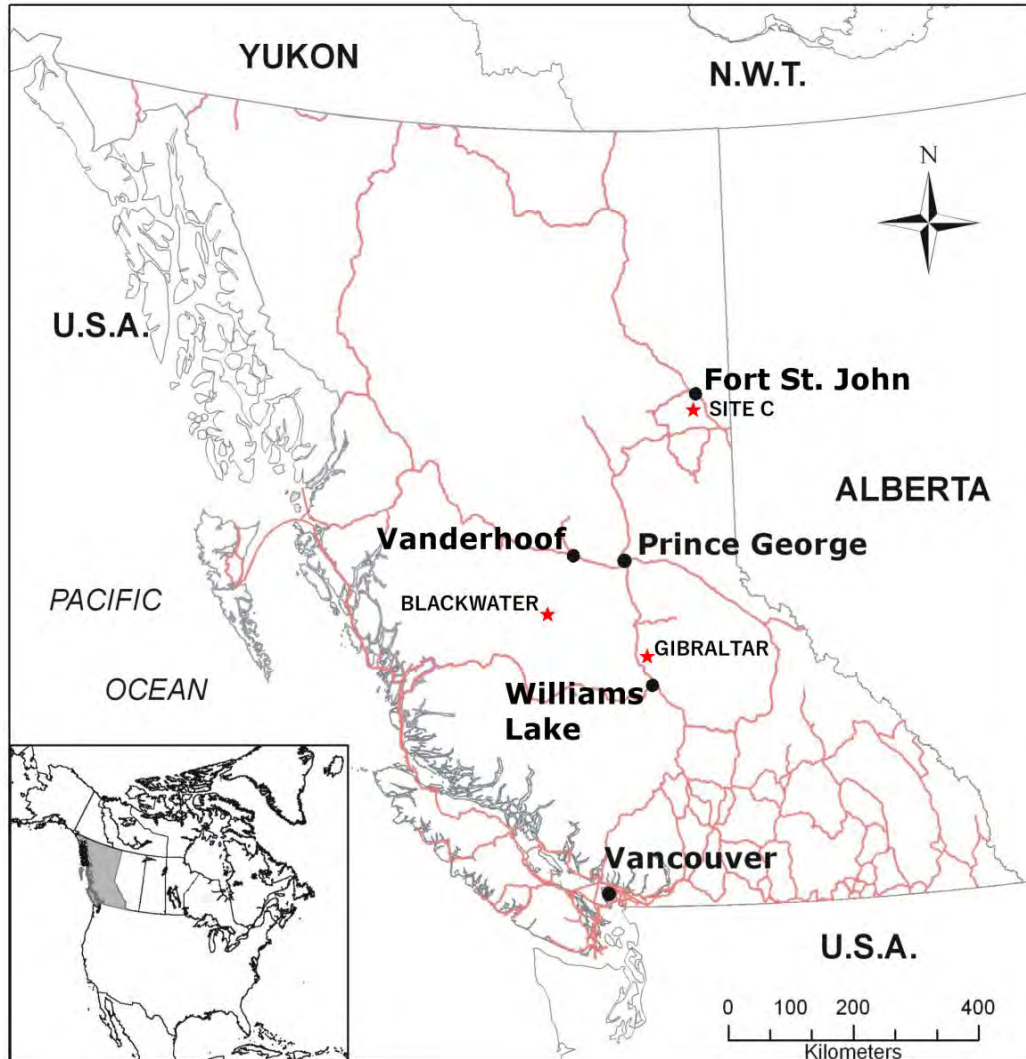 YUKON
N.W.T.
N
U.S.A.
Fort St. John
SITE C
ALBERTA
Vanderhoof
Prince George
PACIFIC
BLACKWATER
GIBRALTAR
OCEAN
Williams
Lake
Vancouver
U.S.A.
0 100 200 400
Kilometers